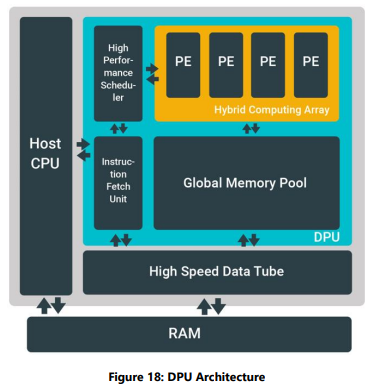 High
Perfor-
mance
Schedu-
ler
PE PE PE PE
Hybrid Computing Array
Host
CPU
Instruc-
tion
Fetch
Unit
Global Memory Pool
DPU
High Speed Data Tube
RAM
Figure 18: DPU Architecture